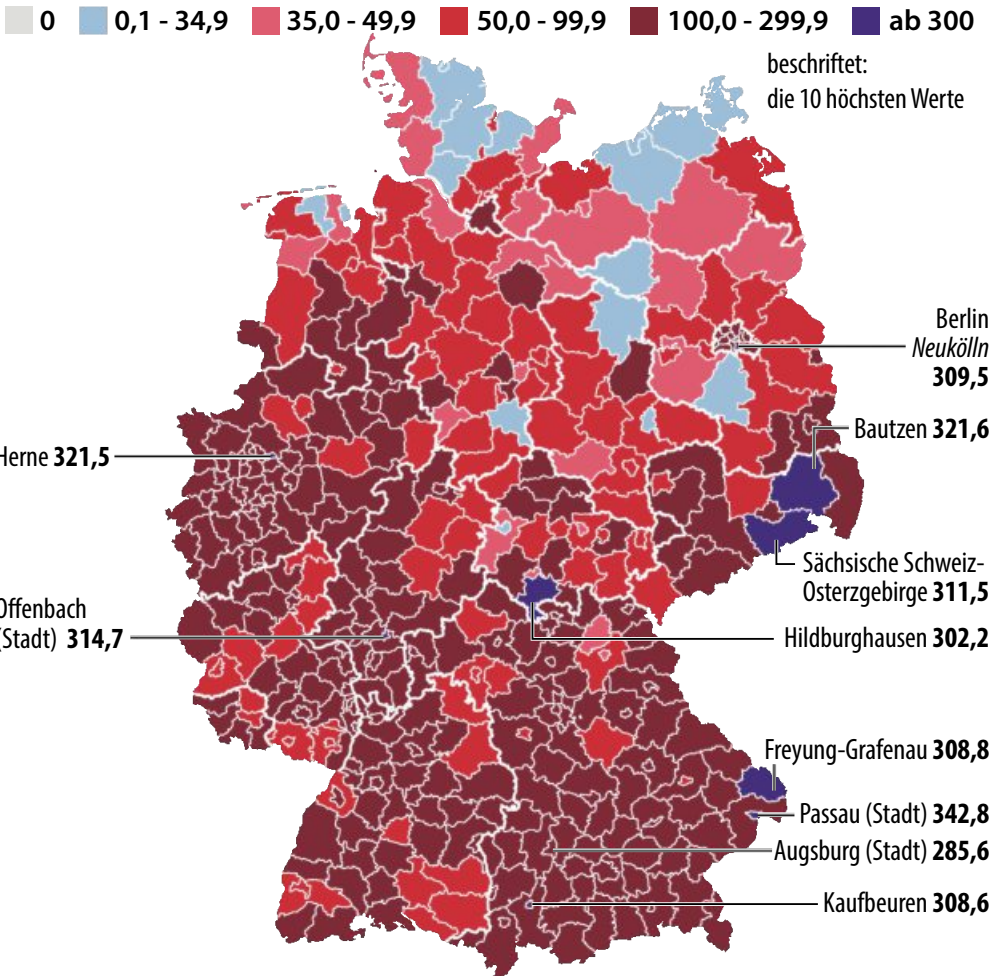 0 0,1 - 34,9 35,0 - 49,9 50,0 - 99,9 100,0 - 299,9 ab 300
beschriftet:
die 10 höchsten Werte
Berlin
Neukölln
309,5
Bautzen 321,6
Herne 321,5
Sächsische Schweiz-
Osterzgebirge 311,5
Offenbach
(Stadt) 314,7
Hildburghausen 302,2
Freyung-Grafenau 308,8
Passau (Stadt) 342,8
Augsburg (Stadt) 285,6
Kaufbeuren 308,6